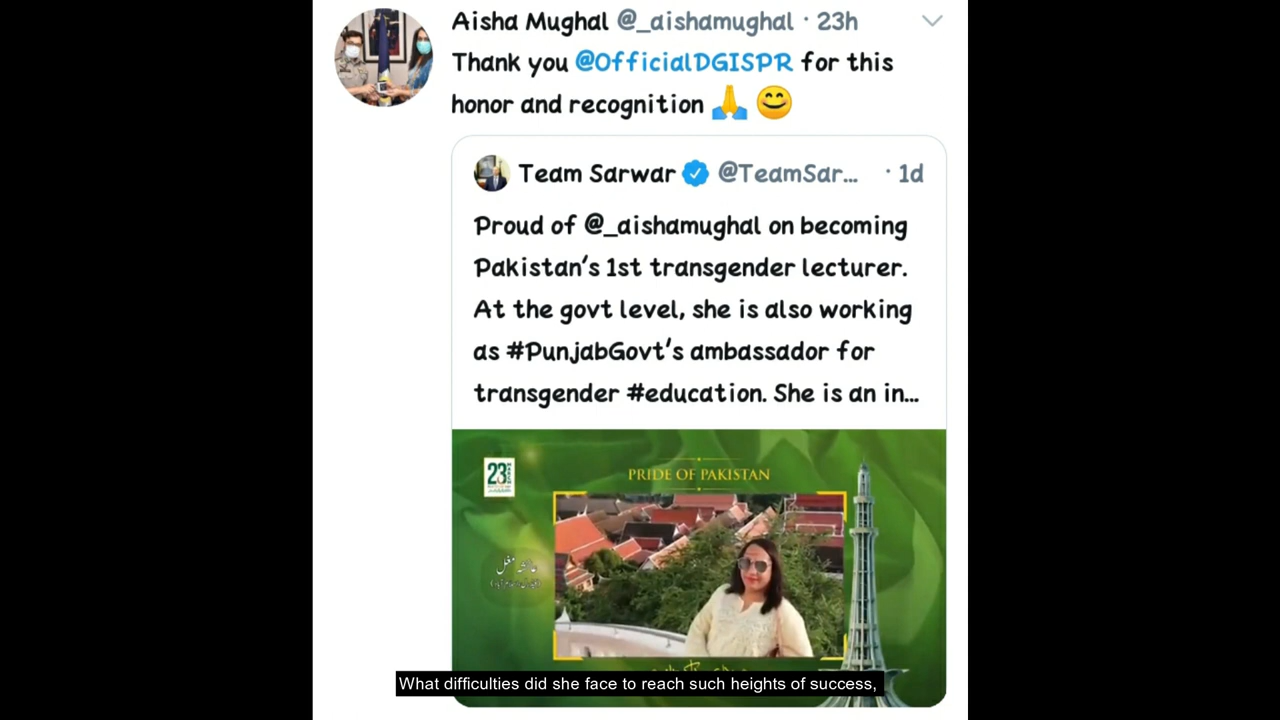 Aisha Mughal @_aishamughal · 23h
Thank you @OfficialDGISPR for this
honor and recognition 🙏 😊
Team Sarwar @TeamSar... · 1d
Proud of @_aishamughal on becoming
Pakistan's 1st transgender lecturer.
At the govt level, she is also working
as #PunjabGovt's ambassador for
transgender #education. She is an in...
23
PRIDE OF PAKISTAN
عائشہ مغل
What difficulties did she face to reach such heights of success,